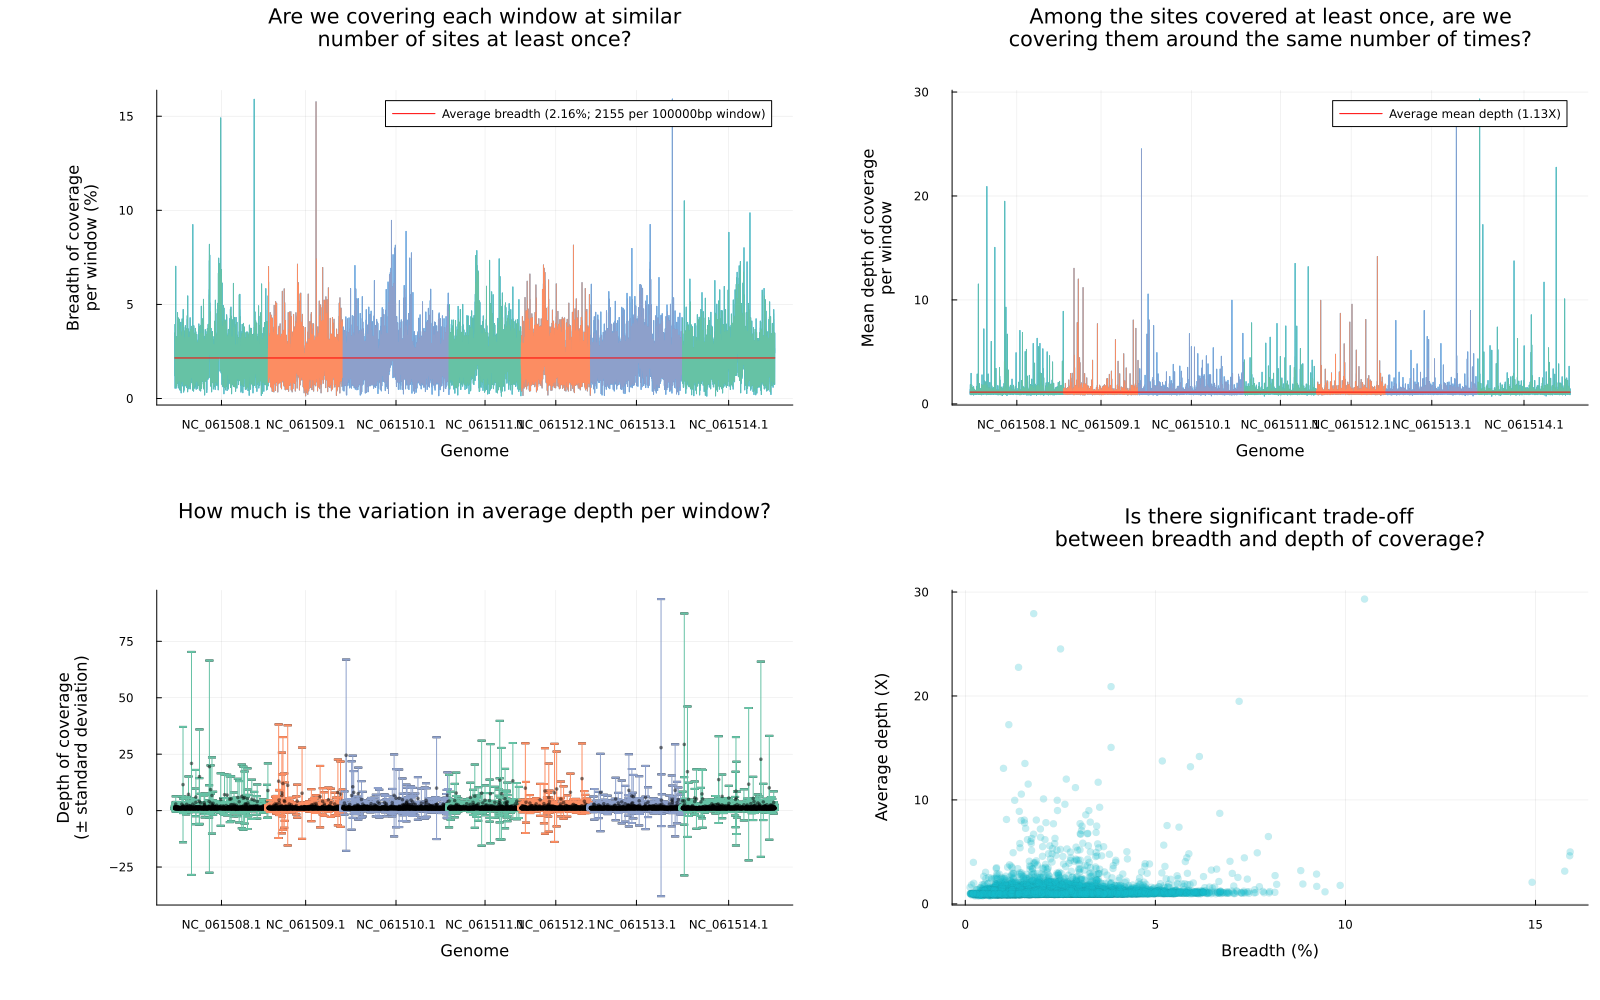 Are we covering each window at similar
number of sites at least once?
Breadth of coverage
per window (%)
15
10
5
0
Average breadth (2.16%; 2155 per 100000bp window)
NC_061508.1 NC_061509.1 NC_061510.1 NC_061511.1 NC_061512.1 NC_061513.1 NC_061514.1
Genome
Among the sites covered at least once, are we
covering them around the same number of times?
Mean depth of coverage
per window
30
20
10
0
Average mean depth (1.13X)
NC_061508.1 NC_061509.1 NC_061510.1 NC_061511.1 NC_061512.1 NC_061513.1 NC_061514.1
Genome
How much is the variation in average depth per window?
Depth of coverage
(± standard deviation)
75
50
25
0
−25
NC_061508.1 NC_061509.1 NC_061510.1 NC_061511.1 NC_061512.1 NC_061513.1 NC_061514.1
Genome
Is there significant trade-off
between breadth and depth of coverage?
Average depth (X)
30
20
10
0
0 5 10 15
Breadth (%)